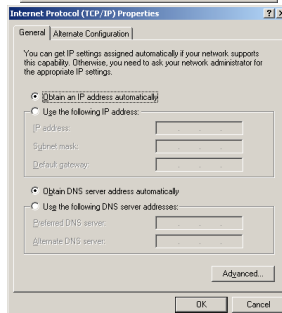 Internet Protocol (TCP/IP) Properties
General
Alternate Configuration
You can get IP settings assigned automatically if your network supports
this capability. Otherwise, you need to ask your network administrator for
the appropriate IP settings.
Obtain an IP address automatically
Use the following IP address:
IP address:
Subnet mask:
Default gateway:
Obtain DNS server address automatically
Use the following DNS server addresses:
Preferred DNS server:
Alternate DNS server:
Advanced...
OK
Cancel